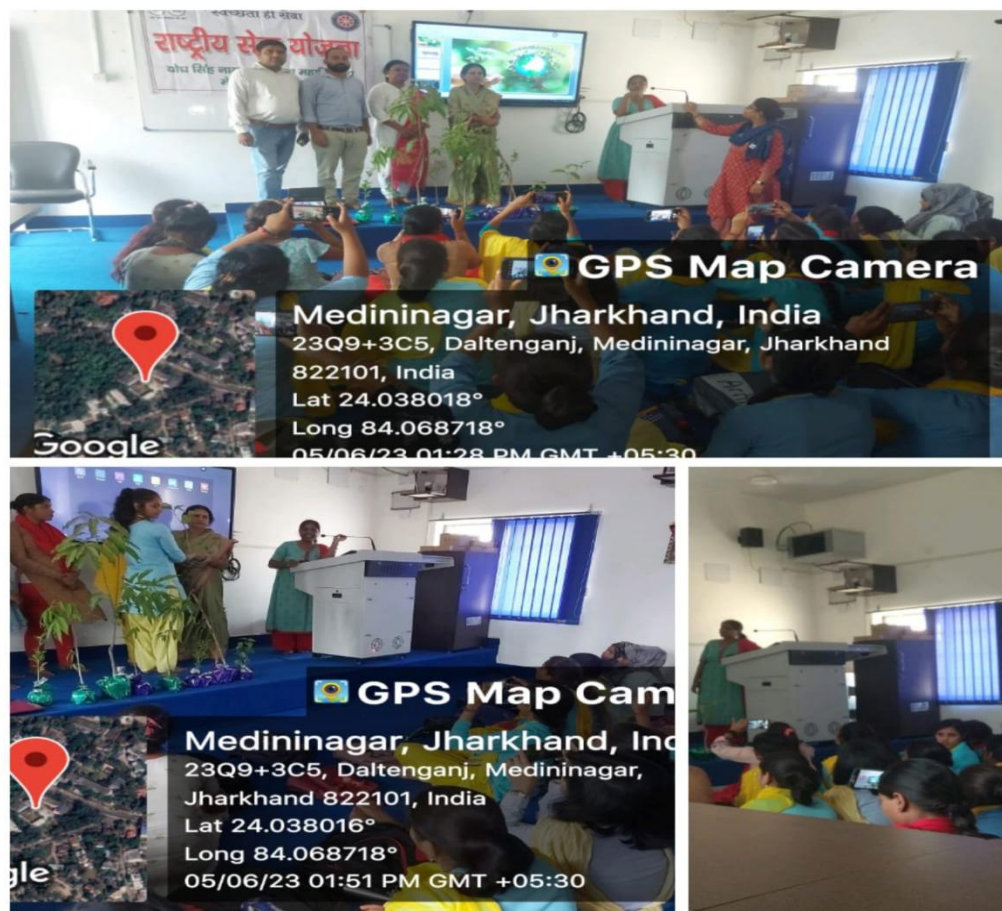 स्वच्छता ही सेवा
राष्ट्रीय सेवा योजना
GPS Map Camera
Medininagar, Jharkhand, India
23Q9+3C5, Daltenganj, Medininagar, Jharkhand
822101, India
Lat 24.038018°
Long 84.068718°
05/06/23 01:28 PM GMT +05:30
Google
GPS Map Cam
Medininagar, Jharkhand, Ind
23Q9+3C5, Daltenganj, Medininagar,
Jharkhand 822101, India
Lat 24.038016°
Long 84.068718°
05/06/23 01:51 PM GMT +05:30
gle